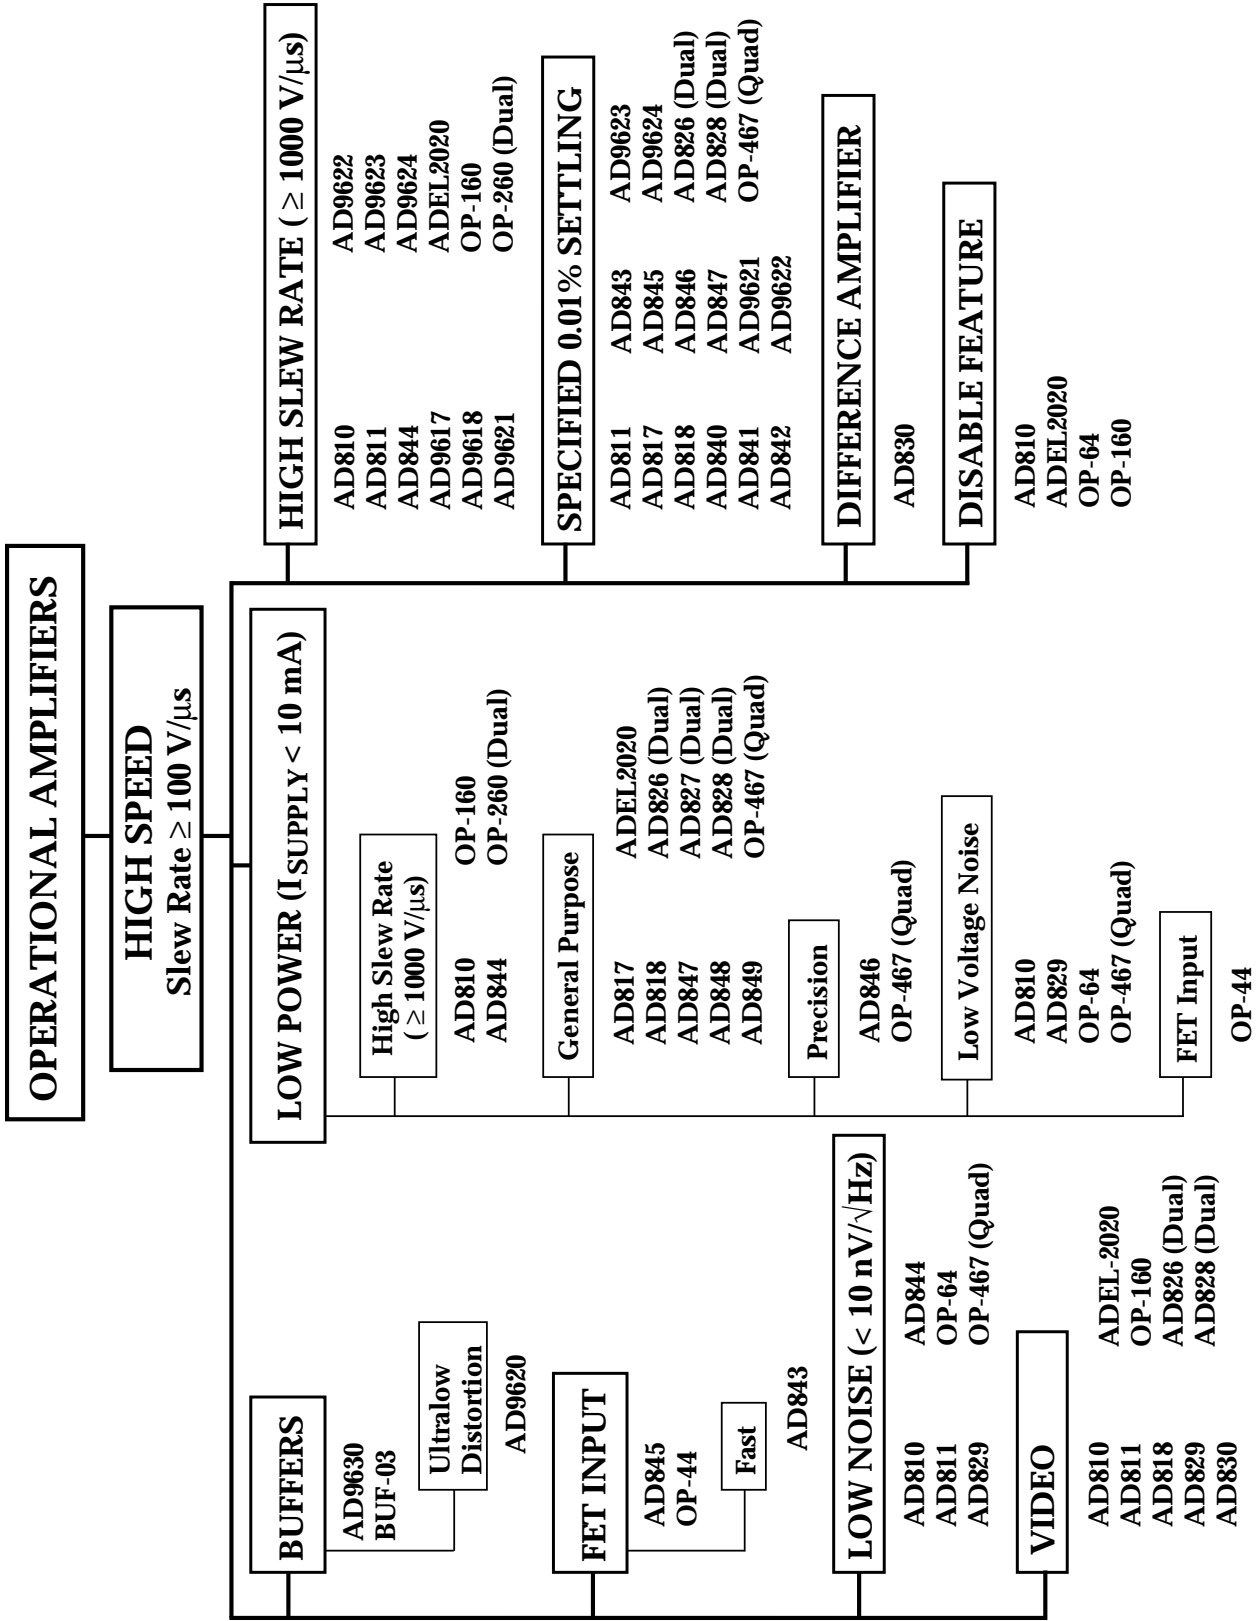 OPERATIONAL AMPLIFIERS
HIGH SPEED
Slew Rate ≥ 100 V/μs
BUFFERS
AD9630
BUF-03
Ultralow
Distortion
AD9620
FET INPUT
AD845
OP-44
Fast
AD843
LOW NOISE (< 10 nV/√Hz)
AD810
AD811
AD829
AD844
OP-64
OP-467 (Quad)
VIDEO
AD810
AD811
AD818
AD829
AD830
ADEL-2020
OP-160
AD826 (Dual)
AD828 (Dual)
LOW POWER (ISUPPLY < 10 mA)
High Slew Rate
( ≥ 1000 V/μs)
AD810
AD844
OP-160
OP-260 (Dual)
General Purpose
AD817
AD818
AD847
AD848
AD849
ADEL2020
AD826 (Dual)
AD827 (Dual)
AD828 (Dual)
OP-467 (Quad)
Precision
AD846
OP-467 (Quad)
Low Voltage Noise
AD810
AD829
OP-64
OP-467 (Quad)
FET Input
OP-44
HIGH SLEW RATE ( ≥ 1000 V/μs)
AD810
AD811
AD844
AD9617
AD9618
AD9621
AD9622
AD9623
AD9624
ADEL2020
OP-160
OP-260 (Dual)
SPECIFIED 0.01% SETTLING
AD811
AD817
AD818
AD840
AD841
AD842
AD843
AD845
AD846
AD847
AD9621
AD9622
AD9623
AD9624
AD826 (Dual)
AD828 (Dual)
OP-467 (Quad)
DIFFERENCE AMPLIFIER
AD830
DISABLE FEATURE
AD810
ADEL2020
OP-64
OP-160